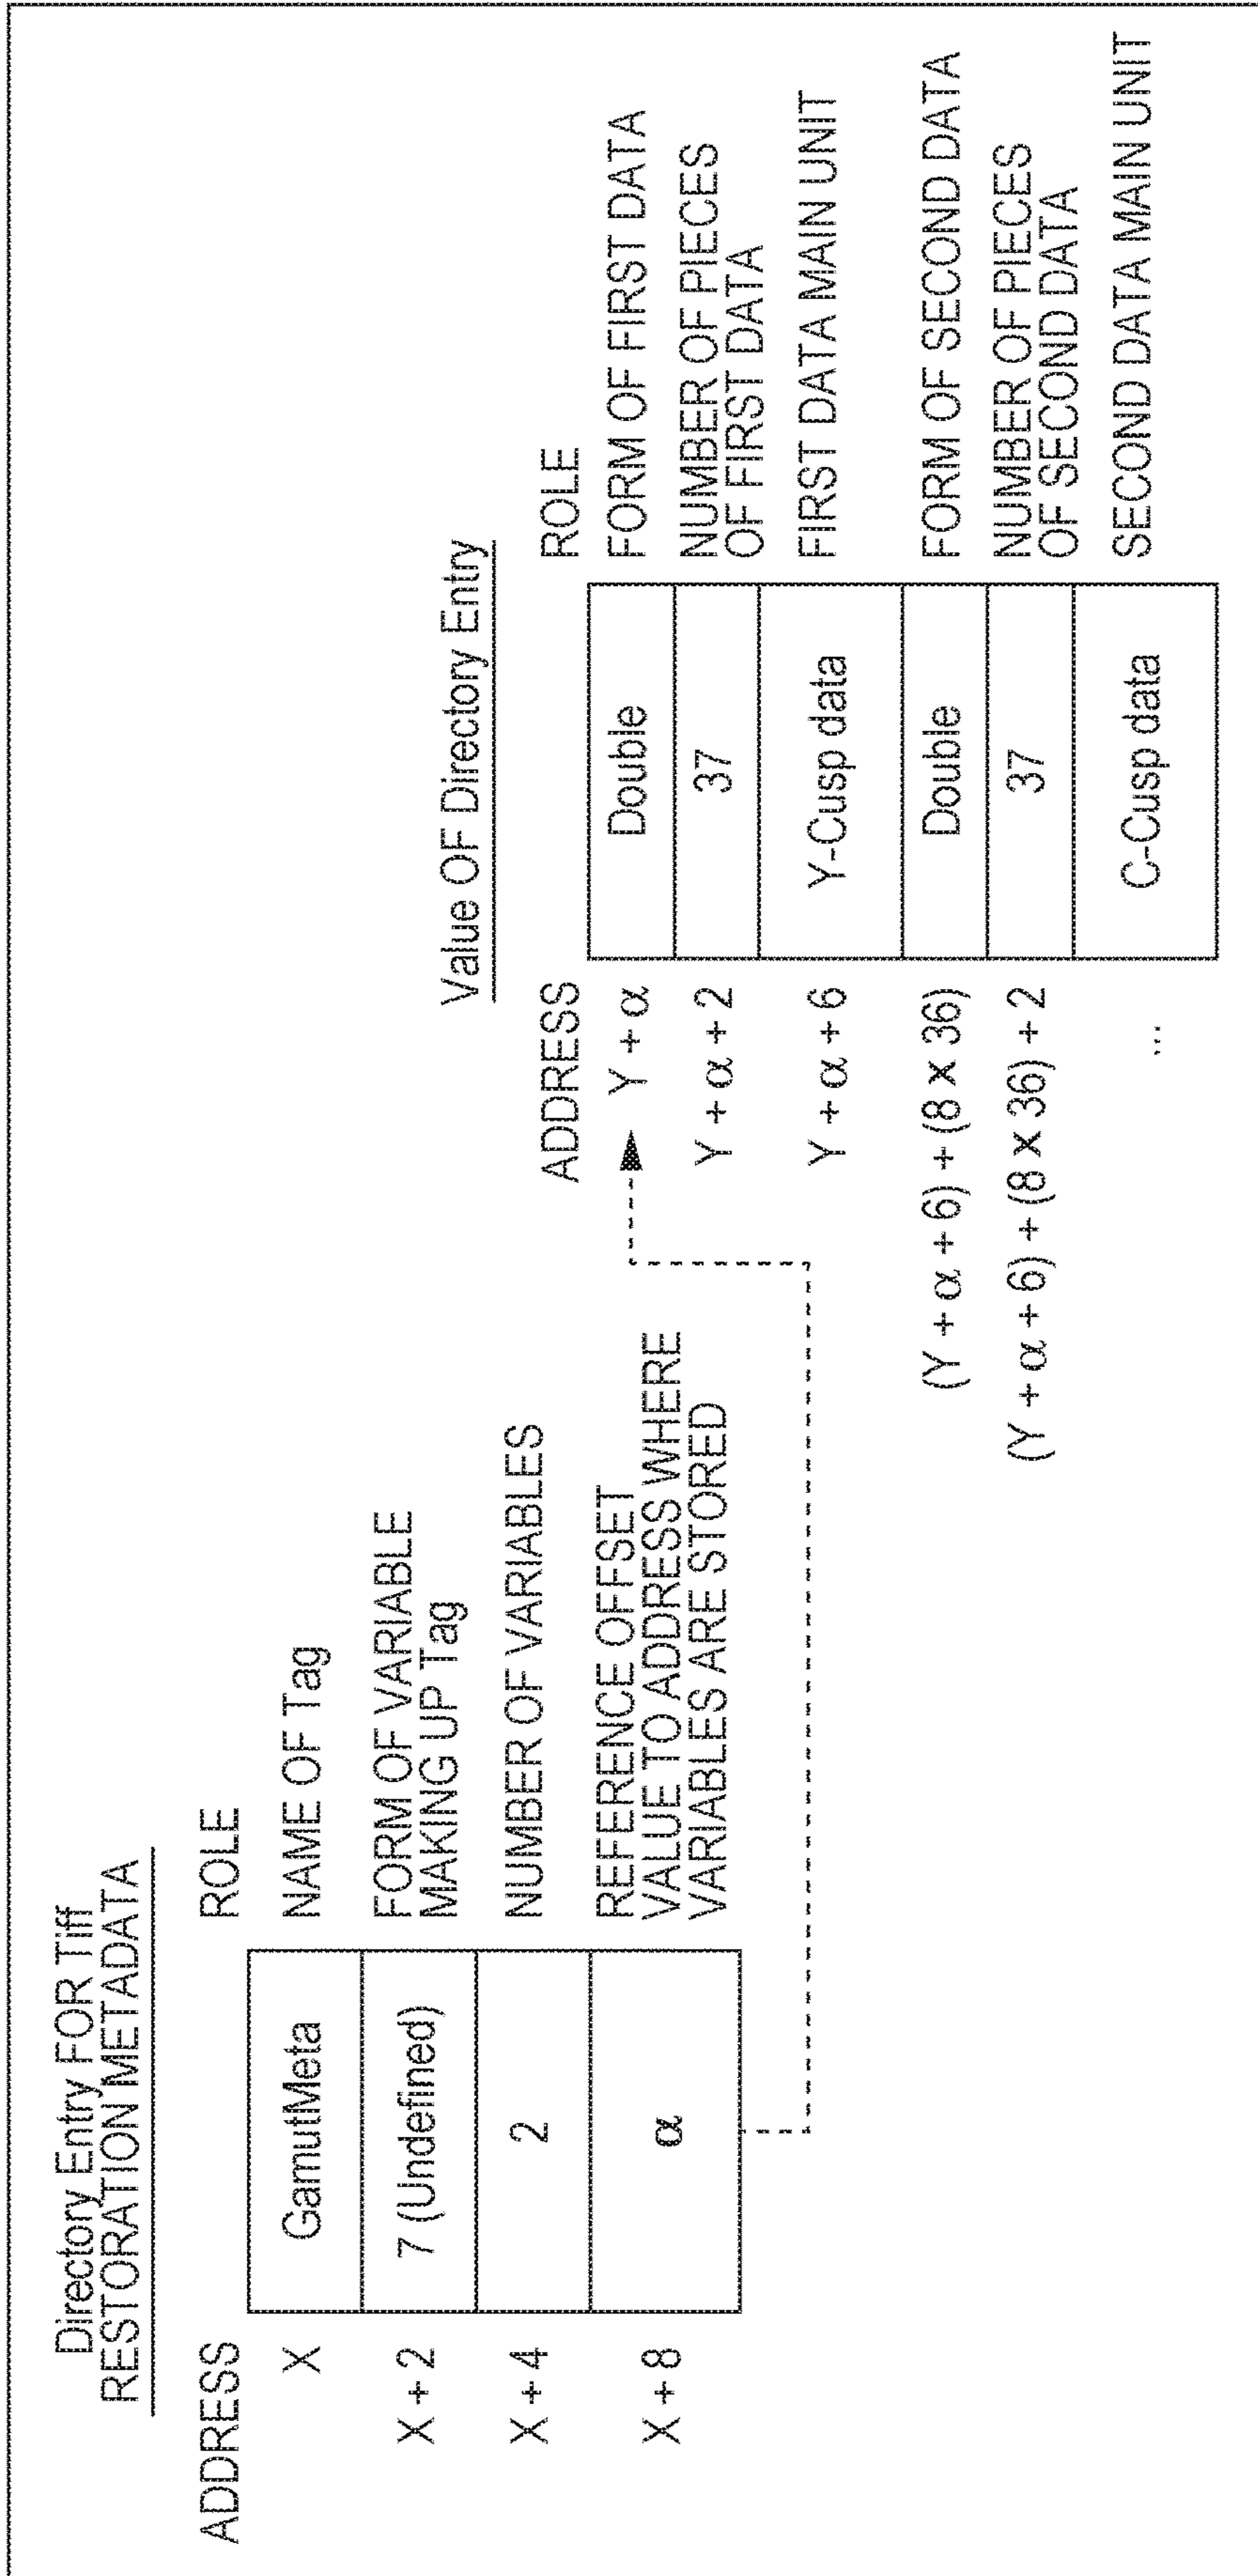 Directory Entry FOR Tiff
RESTORATION METADATA
ADDRESS
ROLE
X
GamutMeta
NAME OF Tag
X + 2
7 (Undefined)
FORM OF VARIABLE
MAKING UP Tag
X + 4
2
NUMBER OF VARIABLES
X + 8
α
REFERENCE OFFSET
VALUE TO ADDRESS WHERE
VARIABLES ARE STORED
Value OF Directory Entry
ADDRESS
ROLE
Y + α
Double
FORM OF FIRST DATA
Y + α + 2
37
NUMBER OF PIECES
OF FIRST DATA
Y + α + 6
Y-Cusp data
FIRST DATA MAIN UNIT
(Y + α + 6) + (8 x 36)
Double
FORM OF SECOND DATA
(Y + α + 6) + (8 x 36) + 2
37
NUMBER OF PIECES
OF SECOND DATA
...
C-Cusp data
SECOND DATA MAIN UNIT